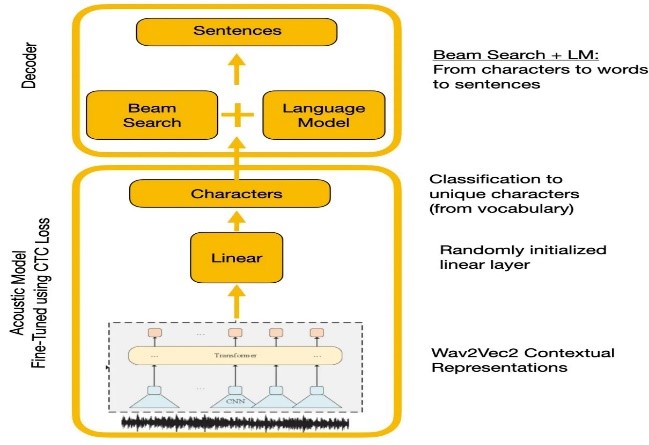 Decoder
Sentences
Beam
Search
+
Language
Model
Beam Search + LM:
From characters to words
to sentences
Acoustic Model
Fine-Tuned using CTC Loss
Characters
Classification to
unique characters
(from vocabulary)
Linear
Randomly initialized
linear layer
...
... Transformer ...
... CNN
Wav2Vec2 Contextual
Representations